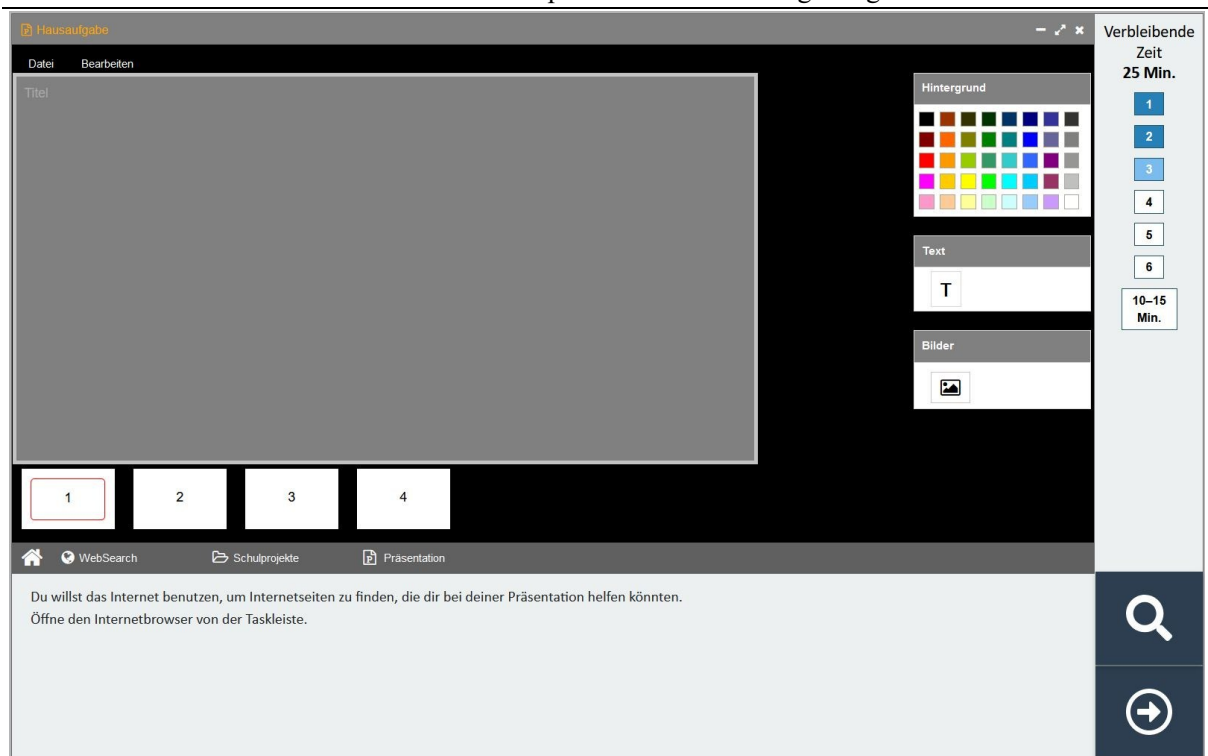 Hausaufgabe
Datei Bearbeiten
Titel
Hintergrund
Text
T
Bilder
1 2 3 4
WebSearch Schulprojekte Präsentation
Du willst das Internet benutzen, um Internetseiten zu finden, die dir bei deiner Präsentation helfen könnten.
Öffne den Internetbrowser von der Taskleiste.
Verbleibende
Zeit
25 Min.
1
2
3
4
5
6
10–15
Min.